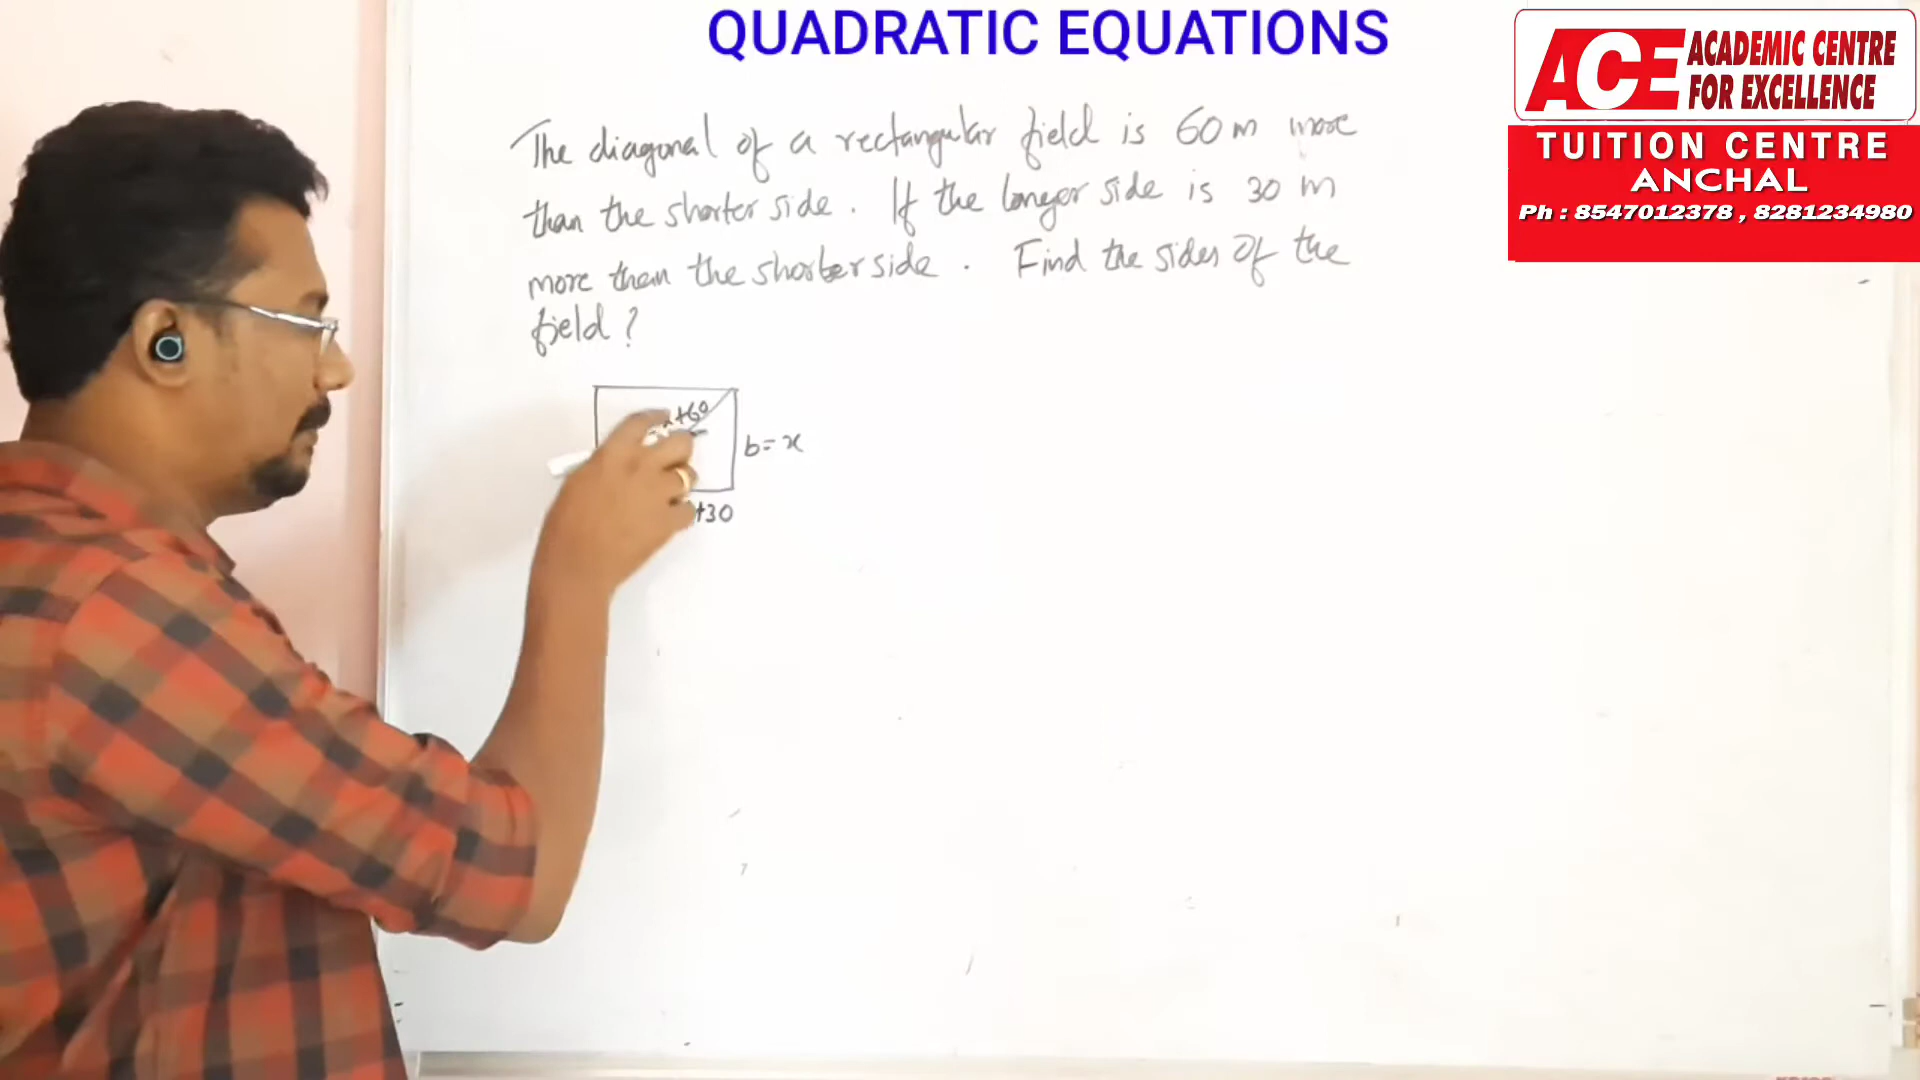 QUADRATIC EQUATIONS
ACE ACADEMIC CENTRE
FOR EXCELLENCE
TUITION CENTRE
ANCHAL
Ph : 8547012378 , 8281234980
The diagonal of a rectangular field is 60 m more
than the shorter side . If the longer side is 30 m
more than the shorter side . Find the sides of the
field ?
x+60
b = x
+30